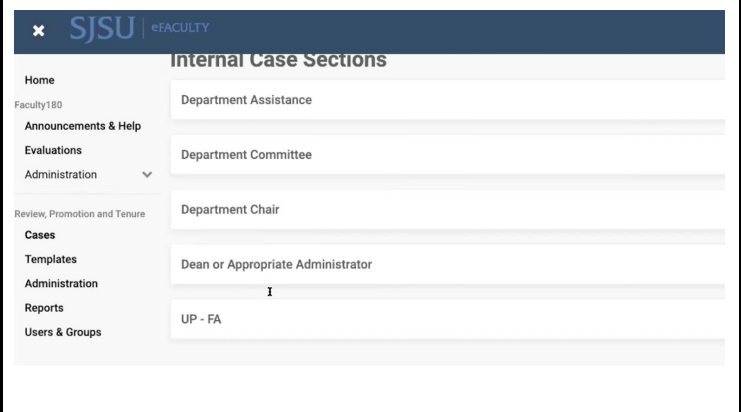 SJSU | eFACULTY
Internal Case Sections
Home
Faculty180
Announcements & Help
Evaluations
Administration
Review, Promotion and Tenure
Cases
Templates
Administration
Reports
Users & Groups
Department Assistance
Department Committee
Department Chair
Dean or Appropriate Administrator
UP - FA